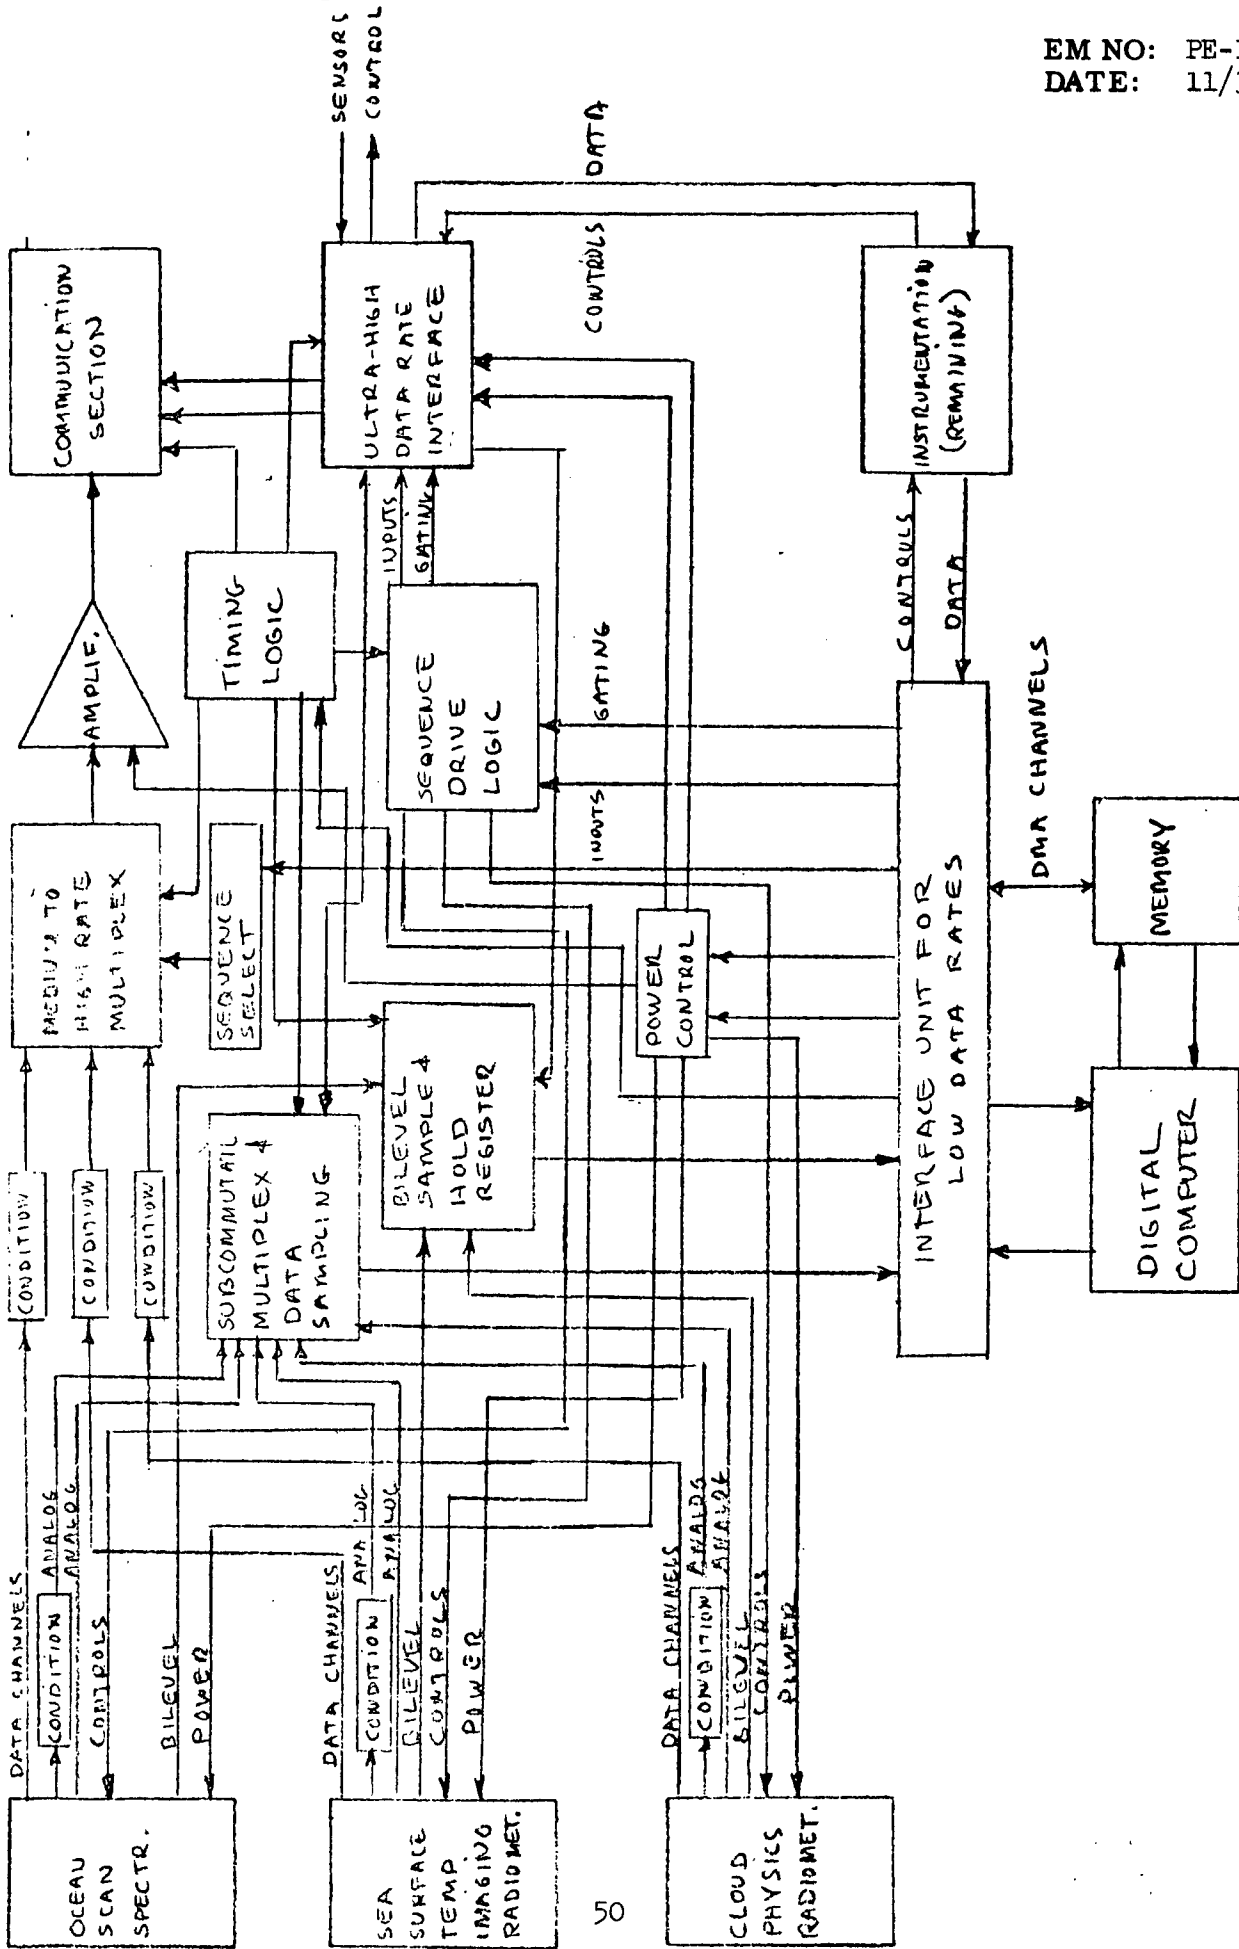 EM NO: PE-
DATE: 11/
SENSORS
CONTROL
COMMUNICATION
SECTION
ULTRA-HIGH
DATA RATE
INTERFACE
DATA
CONTROLS
INSTRUMENTATION
(REMAINING)
AMPLIF.
TIMING
LOGIC
INPUTS
GATING
SEQUENCE
DRIVE
LOGIC
GATING
INPUTS
CONTROLS
DATA
DMA CHANNELS
MEDIUM TO
HIGH RATE
MULTIPLEX
SEQUENCE
SELECT
POWER
CONTROL
INTERFACE UNIT FOR
LOW DATA RATES
MEMORY
DIGITAL
COMPUTER
CONDITION
CONDITION
CONDITION
SUBCOMMUTAIL
MULTIPLEX &
DATA
SAMPLING
BILEVEL
SAMPLE &
HOLD
REGISTER
DATA CHANNELS
CONDITION
ANALOG
ANALOG
CONTROLS
BILEVEL
POWER
DATA CHANNELS
CONDITION
ANALOG
ANALOG
BILEVEL
CONTROLS
POWER
DATA CHANNELS
CONDITION
ANALOG
ANALOG
BILEVEL
CONTROLS
POWER
OCEAN
SCAN
SPECTR.
SEA
SURFACE
TEMP
IMAGING
RADIOMET.
CLOUD
PHYSICS
RADIOMET.
50